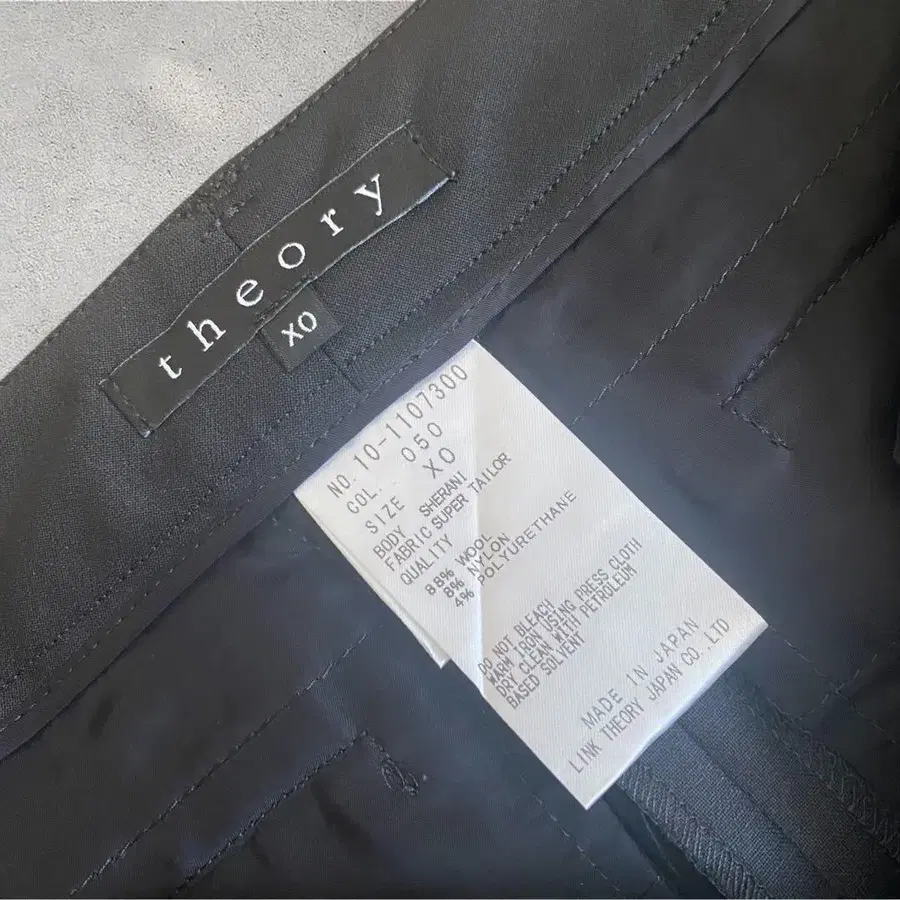 theory
XO
NO. 10-1107300
COL. 050
SIZE XO
BODY SHERANI
FABRIC SUPER TAILOR
QUALITY
88% WOOL
8% NYLON
4% POLYURETHANE
DO NOT BLEACH
WARM IRON USING PRESS CLOTH
DRY CLEAN WITH PETROLEUM
BASED SOLVENT
MADE IN JAPAN
LINK THEORY JAPAN CO.,LTD